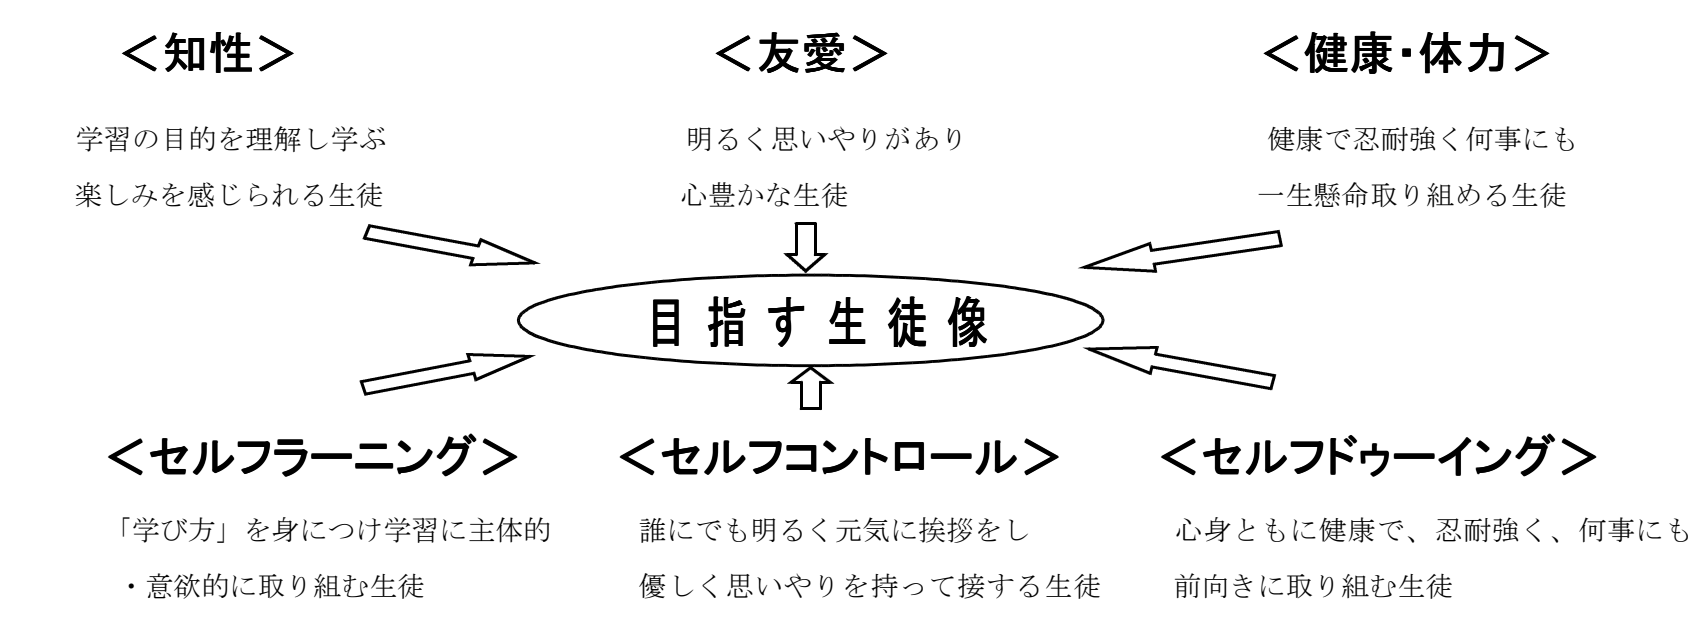 ＜知性＞
学習の目的を理解し学ぶ
楽しみを感じられる生徒
＜友愛＞
明るく思いやりがあり
心豊かな生徒
＜健康・体力＞
健康で忍耐強く何事にも
一生懸命取り組める生徒
目指す生徒像
＜セルフラーニング＞
「学び方」を身につけ学習に主体的
・意欲的に取り組む生徒
＜セルフコントロール＞
誰にでも明るく元気に挨拶をし
優しく思いやりを持って接する生徒
＜セルフドゥーイング＞
心身ともに健康で、忍耐強く、何事にも
前向きに取り組む生徒